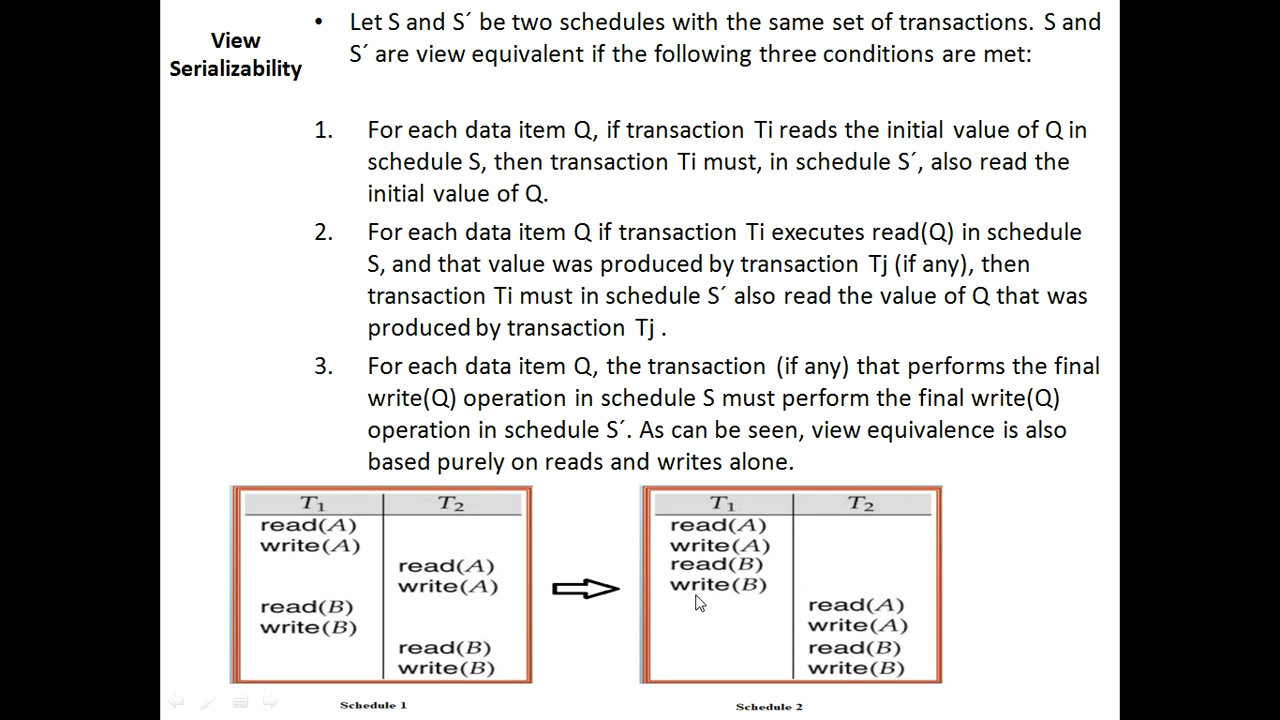 View
Serializability
• Let S and S´ be two schedules with the same set of transactions. S and
S´ are view equivalent if the following three conditions are met:
1. For each data item Q, if transaction Ti reads the initial value of Q in
schedule S, then transaction Ti must, in schedule S´, also read the
initial value of Q.
2. For each data item Q if transaction Ti executes read(Q) in schedule
S, and that value was produced by transaction Tj (if any), then
transaction Ti must in schedule S´ also read the value of Q that was
produced by transaction Tj .
3. For each data item Q, the transaction (if any) that performs the final
write(Q) operation in schedule S must perform the final write(Q)
operation in schedule S´. As can be seen, view equivalence is also
based purely on reads and writes alone.
T1 T2
read(A)
write(A)
read(A)
write(A)
read(B)
write(B)
read(B)
write(B)
Schedule 1
T1 T2
read(A)
write(A)
read(B)
write(B)
read(A)
write(A)
read(B)
write(B)
Schedule 2